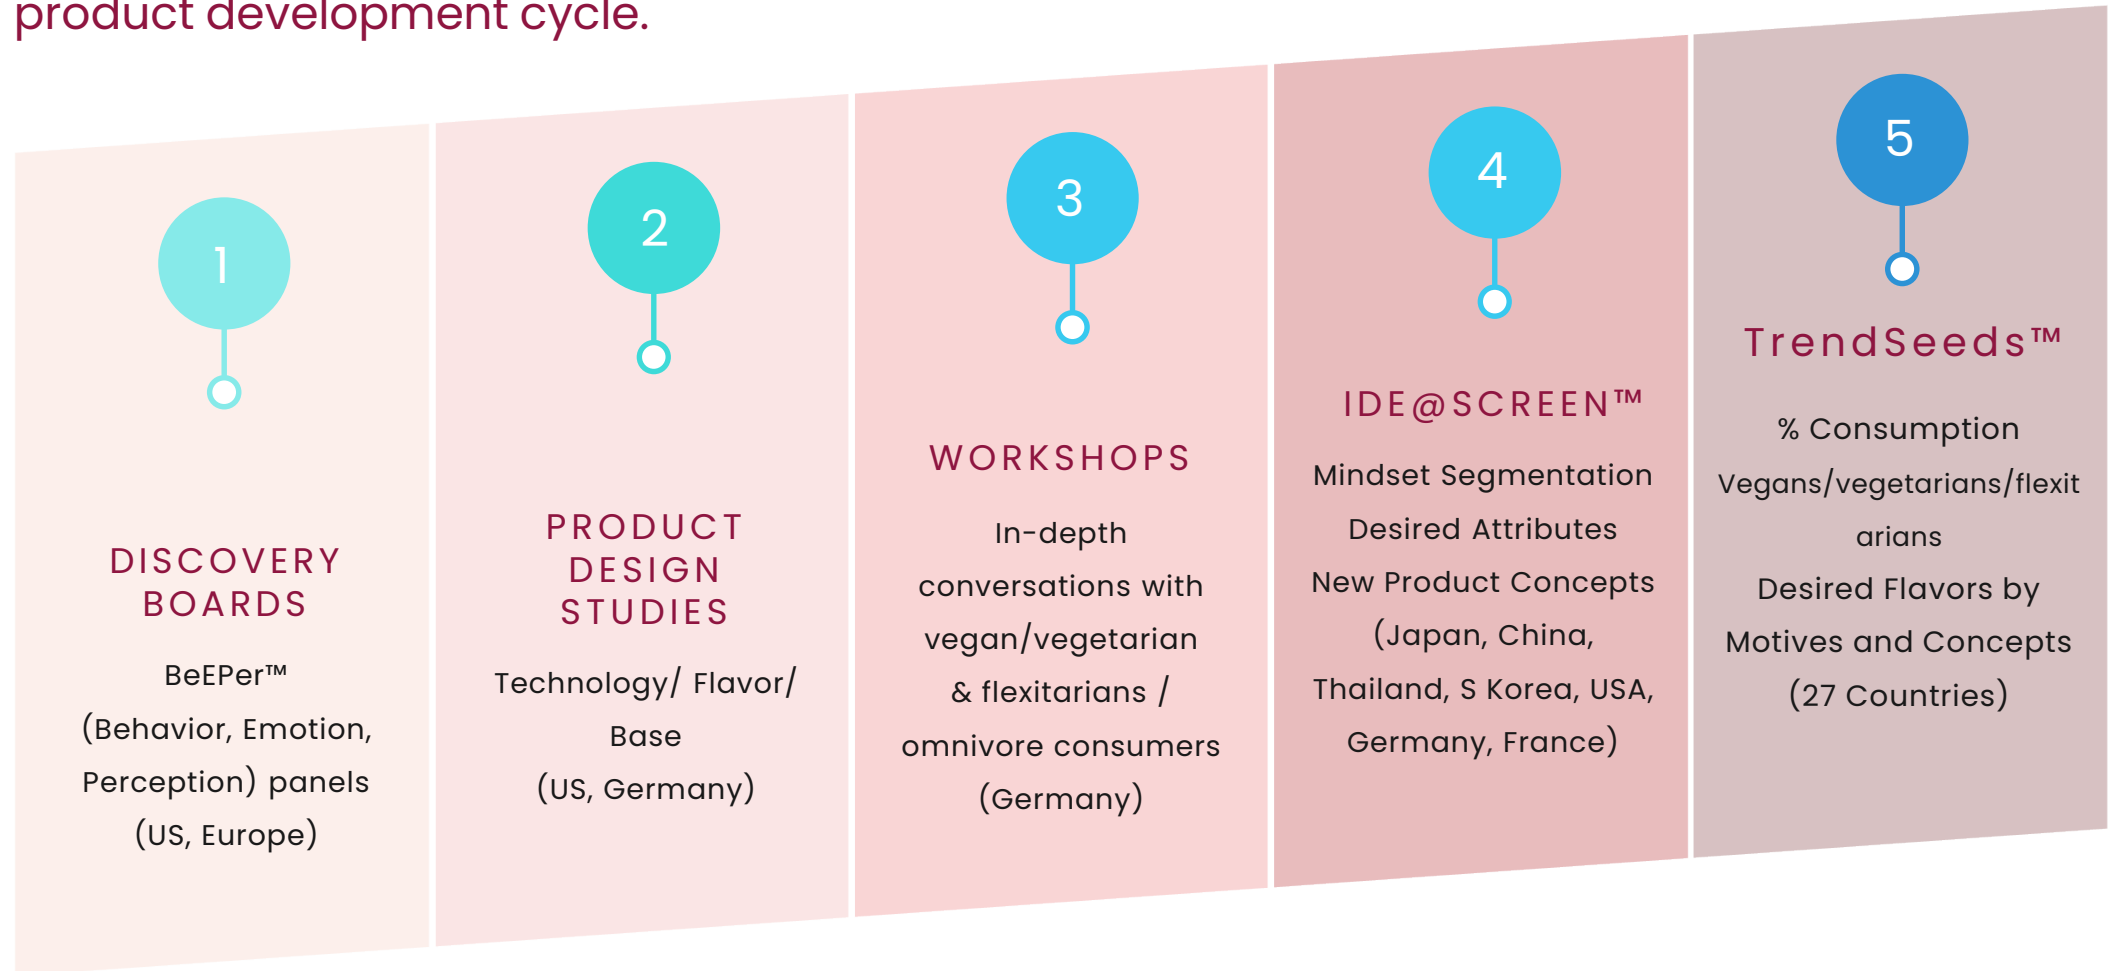 product development cycle.
1
DISCOVERY
BOARDS
BeEPer™
(Behavior, Emotion,
Perception) panels
(US, Europe)
2
PRODUCT
DESIGN
STUDIES
Technology/ Flavor/
Base
(US, Germany)
3
WORKSHOPS
In-depth
conversations with
vegan/vegetarian
& flexitarians /
omnivore consumers
(Germany)
4
IDE@SCREEN™
Mindset Segmentation
Desired Attributes
New Product Concepts
(Japan, China,
Thailand, S Korea, USA,
Germany, France)
5
TrendSeeds™
% Consumption
Vegans/vegetarians/flexit
arians
Desired Flavors by
Motives and Concepts
(27 Countries)